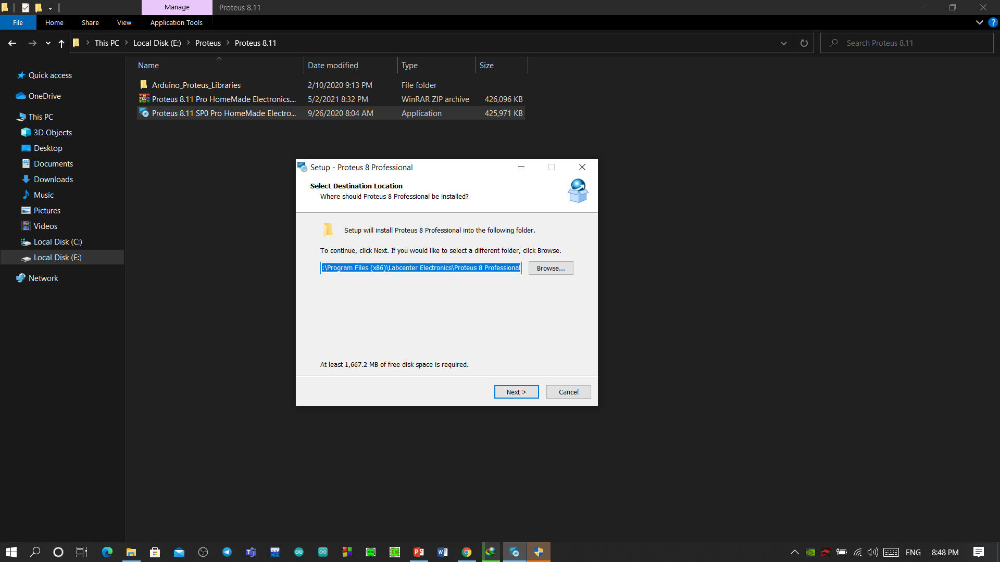 Manage
Proteus 8.11
File
Home
Share
View
Application Tools
This PC
Local Disk (E:)
Proteus
Proteus 8.11
Search Proteus 8.11
Name
Date modified
Type
Size
Arduino_Proteus_Libraries
2/10/2020 9:13 PM
File folder
Proteus 8.11 Pro HomeMade Electronics....
5/2/2021 8:32 PM
WinRAR ZIP archive
426,096 KB
Proteus 8.11 SP0 Pro HomeMade Electro...
9/26/2020 8:04 AM
Application
425,971 KB
Quick access
OneDrive
This PC
3D Objects
Desktop
Documents
Downloads
Music
Pictures
Videos
Local Disk (C:)
Local Disk (E:)
Network
Setup - Proteus 8 Professional
Select Destination Location
Where should Proteus 8 Professional be installed?
Setup will install Proteus 8 Professional into the following folder.
To continue, click Next. If you would like to select a different folder, click Browse.
:\Program Files (x86)\Labcenter Electronics\Proteus 8 Professional
Browse...
At least 1,667.2 MB of free disk space is required.
Next >
Cancel
DEV
ENG
8:48 PM